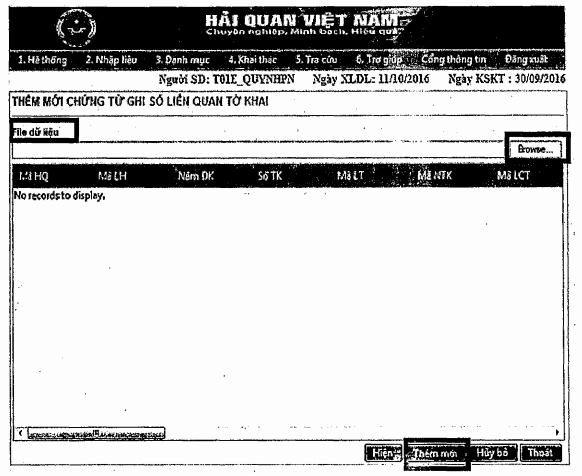 HẢI QUAN VIỆT NAM
Chuyên nghiệp, Minh bạch, Hiệu quả
1. Hệ thống 2. Nhập liệu 3. Danh mục 4. Khai thác 5. Tra cứu 6. Trợ giúp Cổng thông tin Đăng xuất
Người SD: T01E_QUYNHPN Ngày XLDL: 11/10/2016 Ngày KSKT : 30/09/2016
THÊM MỚI CHỨNG TỪ GHI SỐ LIÊN QUAN TỜ KHAI
File dữ liệu
Browse...
Mã HQ Mã LH Năm ĐK Số TK Mã LT Mã NTK Mã LCT
No records to display.
Hiện Thêm mới Hủy bỏ Thoát